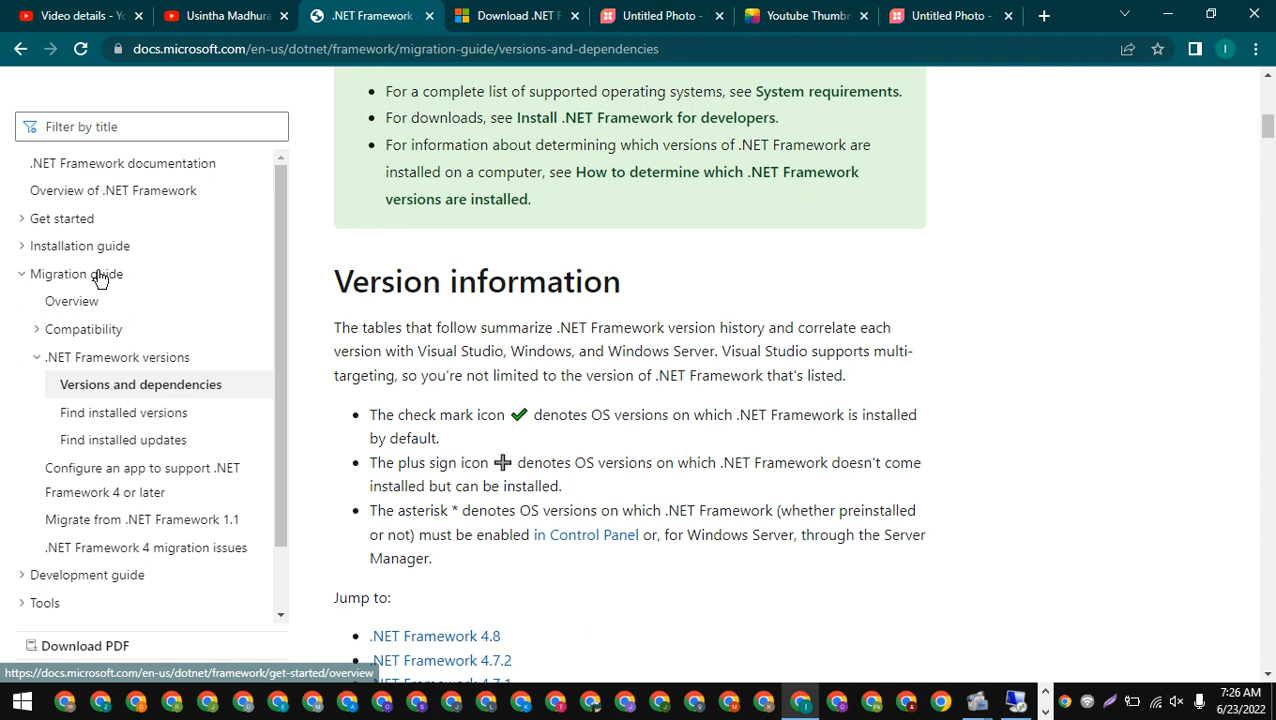 Video details - Yo
Usintha Madhura
.NET Framework
Download .NET F
Untitled Photo -
Youtube Thumbn
Untitled Photo -
docs.microsoft.com/en-us/dotnet/framework/migration-guide/versions-and-dependencies
I
Filter by title
.NET Framework documentation
Overview of .NET Framework
Get started
Installation guide
Migration guide
Overview
Compatibility
.NET Framework versions
Versions and dependencies
Find installed versions
Find installed updates
Configure an app to support .NET
Framework 4 or later
Migrate from .NET Framework 1.1
.NET Framework 4 migration issues
Development guide
Tools
Download PDF
https://docs.microsoft.com/en-us/dotnet/framework/get-started/overview
For a complete list of supported operating systems, see System requirements.
For downloads, see Install .NET Framework for developers.
For information about determining which versions of .NET Framework are
installed on a computer, see How to determine which .NET Framework
versions are installed.
Version information
The tables that follow summarize .NET Framework version history and correlate each
version with Visual Studio, Windows, and Windows Server. Visual Studio supports multi-
targeting, so you're not limited to the version of .NET Framework that's listed.
The check mark icon denotes OS versions on which .NET Framework is installed
by default.
The plus sign icon denotes OS versions on which .NET Framework doesn't come
installed but can be installed.
The asterisk * denotes OS versions on which .NET Framework (whether preinstalled
or not) must be enabled in Control Panel or, for Windows Server, through the Server
Manager.
Jump to:
.NET Framework 4.8
.NET Framework 4.7.2
.NET Framework 4.7.1
7:26 AM
6/23/2022